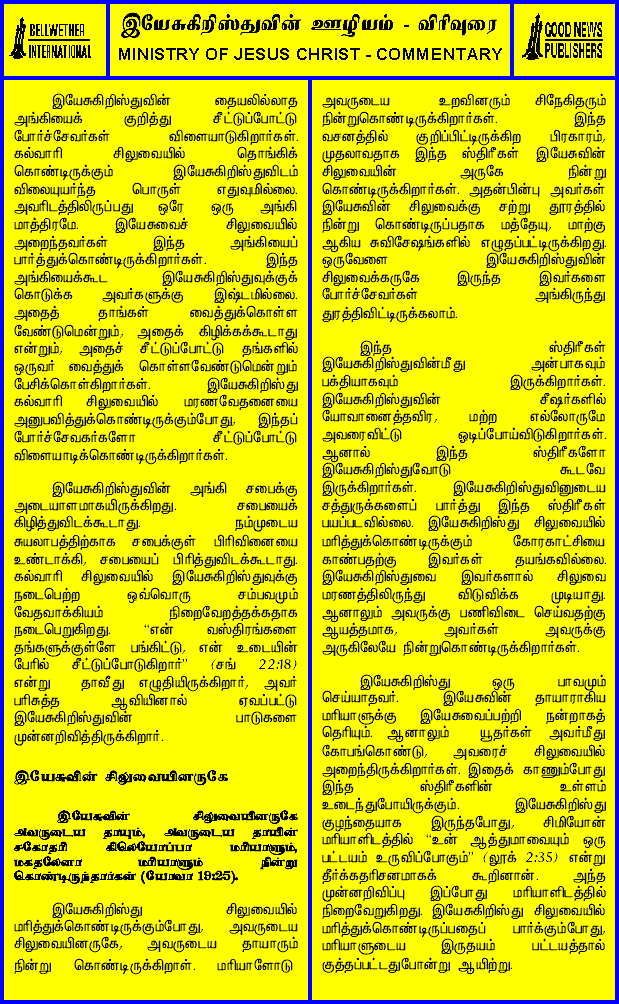 BELLWETHER
INTERNATIONAL
இயேசுகிறிஸ்துவின் ஊழியம் - விரிவுரை
MINISTRY OF JESUS CHRIST - COMMENTARY
GOOD NEWS
PUBLISHERS
இயேசுகிறிஸ்துவின் தையலில்லாத
அங்கியைக் குறித்து சீட்டுப்போட்டு
போர்ச்சேவர்கள் விளையாடுகிறார்கள்.
கல்வாரி சிலுவையில் தொங்கிக்
கொண்டிருக்கும் இயேசுகிறிஸ்துவிடம்
விலையுயர்ந்த பொருள் எதுவுமில்லை.
அவரிடத்திலிருப்பது ஒரே ஒரு அங்கி
மாத்திரமே. இயேசுவைச் சிலுவையில்
அறைந்தவர்கள் இந்த அங்கியைப்
பார்த்துக்கொண்டிருக்கிறார்கள். இந்த
அங்கியைக்கூட இயேசுகிறிஸ்துவுக்குக்
கொடுக்க அவர்களுக்கு இஷ்டமில்லை.
அதைத் தாங்கள் வைத்துக்கொள்ள
வேண்டுமென்றும், அதைக் கிழிக்கக்கூடாது
என்றும், அதைச் சீட்டுப்போட்டு தங்களில்
ஒருவர் வைத்துக் கொள்ளவேண்டுமென்றும்
பேசிக்கொள்கிறார்கள். இயேசுகிறிஸ்து
கல்வாரி சிலுவையில் மரணவேதனையை
அனுபவித்துக்கொண்டிருக்கும்போது, இந்தப்
போர்ச்சேவகர்களோ சீட்டுப்போட்டு
விளையாடிக்கொண்டிருக்கிறார்கள்.
இயேசுகிறிஸ்துவின் அங்கி சபைக்கு
அடையாளமாகயிருக்கிறது. சபையைக்
கிழித்துவிடக்கூடாது. நம்முடைய
சுயலாபத்திற்காக சபைக்குள் பிரிவினையை
உண்டாக்கி, சபையைப் பிரித்துவிடக்கூடாது.
கல்வாரி சிலுவையில் இயேசுகிறிஸ்துவுக்கு
நடைபெற்ற ஒவ்வொரு சம்பவமும்
வேதவாக்கியம் நிறைவேறத்தக்கதாக
நடைபெறுகிறது. “என் வஸ்திரங்களை
தங்களுக்குள்ளே பங்கிட்டு, என் உடையின்
பேரில் சீட்டுப்போடுகிறார்” (சங் 22:18)
என்று தாவீது எழுதியிருக்கிறார், அவர்
பரிசுத்த ஆவியினால் ஏவப்பட்டு
இயேசுகிறிஸ்துவின் பாடுகளை
முன்னறிவித்திருக்கிறார்.
இயேசுவின் சிலுவையினருகே
இயேசுவின் சிலுவையினருகே
அவருடைய தாயும், அவருடைய தாயின்
சகோதரி கிலெயோப்பா மரியாளும்,
மகதலேனா மரியாளும் நின்று
கொண்டிருந்தார்கள் (யோவா 19:25).
இயேசுகிறிஸ்து சிலுவையில்
மரித்துக்கொண்டிருக்கும்போது, அவருடைய
சிலுவையினருகே, அவருடைய தாயாரும்
நின்று கொண்டிருக்கிறாள். மரியாளோடு
அவருடைய உறவினரும் சிநேகிதரும்
நின்றுகொண்டிருக்கிறார்கள். இந்த
வசனத்தில் குறிப்பிட்டிருக்கிற பிரகாரம்,
முதலாவதாக இந்த ஸ்திரீகள் இயேசுவின்
சிலுவையின் அருகே நின்று
கொண்டிருக்கிறார்கள். அதன்பின்பு அவர்கள்
இயேசுவின் சிலுவைக்கு சற்று தூரத்தில்
நின்று கொண்டிருப்பதாக மத்தேயு, மாற்கு
ஆகிய சுவிசேஷங்களில் எழுதப்பட்டிருக்கிறது.
ஒருவேளை இயேசுகிறிஸ்துவின்
சிலுவைக்கருகே இருந்த இவர்களை
போர்ச்சேவர்கள் அங்கிருந்து
துரத்திவிட்டிருக்கலாம்.
இந்த ஸ்திரீகள்
இயேசுகிறிஸ்துவின்மீது அன்பாகவும்
பக்தியாகவும் இருக்கிறார்கள்.
இயேசுகிறிஸ்துவின் சீஷர்களில்
யோவானைத்தவிர, மற்ற எல்லோருமே
அவரைவிட்டு ஓடிப்போய்விடுகிறார்கள்.
ஆனால் இந்த ஸ்திரீகளோ
இயேசுகிறிஸ்துவோடு கூடவே
இருக்கிறார்கள். இயேசுகிறிஸ்துவினுடைய
சத்துருக்களைப் பார்த்து இந்த ஸ்திரீகள்
பயப்படவில்லை. இயேசுகிறிஸ்து சிலுவையில்
மரித்துக்கொண்டிருக்கும் கோரகாட்சியை
காண்பதற்கு இவர்கள் தயங்கவில்லை.
இயேசுகிறிஸ்துவை இவர்களால் சிலுவை
மரணத்திலிருந்து விடுவிக்க முடியாது.
ஆனாலும் அவருக்கு பணிவிடை செய்வதற்கு
ஆயத்தமாக, அவர்கள் அவருக்கு
அருகிலேயே நின்றுகொண்டிருக்கிறார்கள்.
இயேசுகிறிஸ்து ஒரு பாவமும்
செய்யாதவர். இயேசுவின் தாயாராகிய
மரியாளுக்கு இயேசுவைப்பற்றி நன்றாகத்
தெரியும். ஆனாலும் யூதர்கள் அவர்மீது
கோபங்கொண்டு, அவரைச் சிலுவையில்
அறைந்திருக்கிறார்கள். இதைக் காணும்போது
இந்த ஸ்திரீகளின் உள்ளம்
உடைந்துபோயிருக்கும். இயேசுகிறிஸ்து
குழந்தையாக இருந்தபோது, சிமியோன்
மரியாளிடத்தில் “உன் ஆத்துமாவையும் ஒரு
பட்டயம் உருவிப்போகும்” (லூக் 2:35) என்று
தீர்க்கதரிசனமாகக் கூறினான். அந்த
முன்னறிவிப்பு இப்போது மரியாளிடத்தில்
நிறைவேறுகிறது. இயேசுகிறிஸ்து சிலுவையில்
மரித்துக்கொண்டிருப்பதைப் பார்க்கும்போது,
மரியாளுடைய இருதயம் பட்டயத்தால்
குத்தப்பட்டதுபோன்று ஆயிற்று.